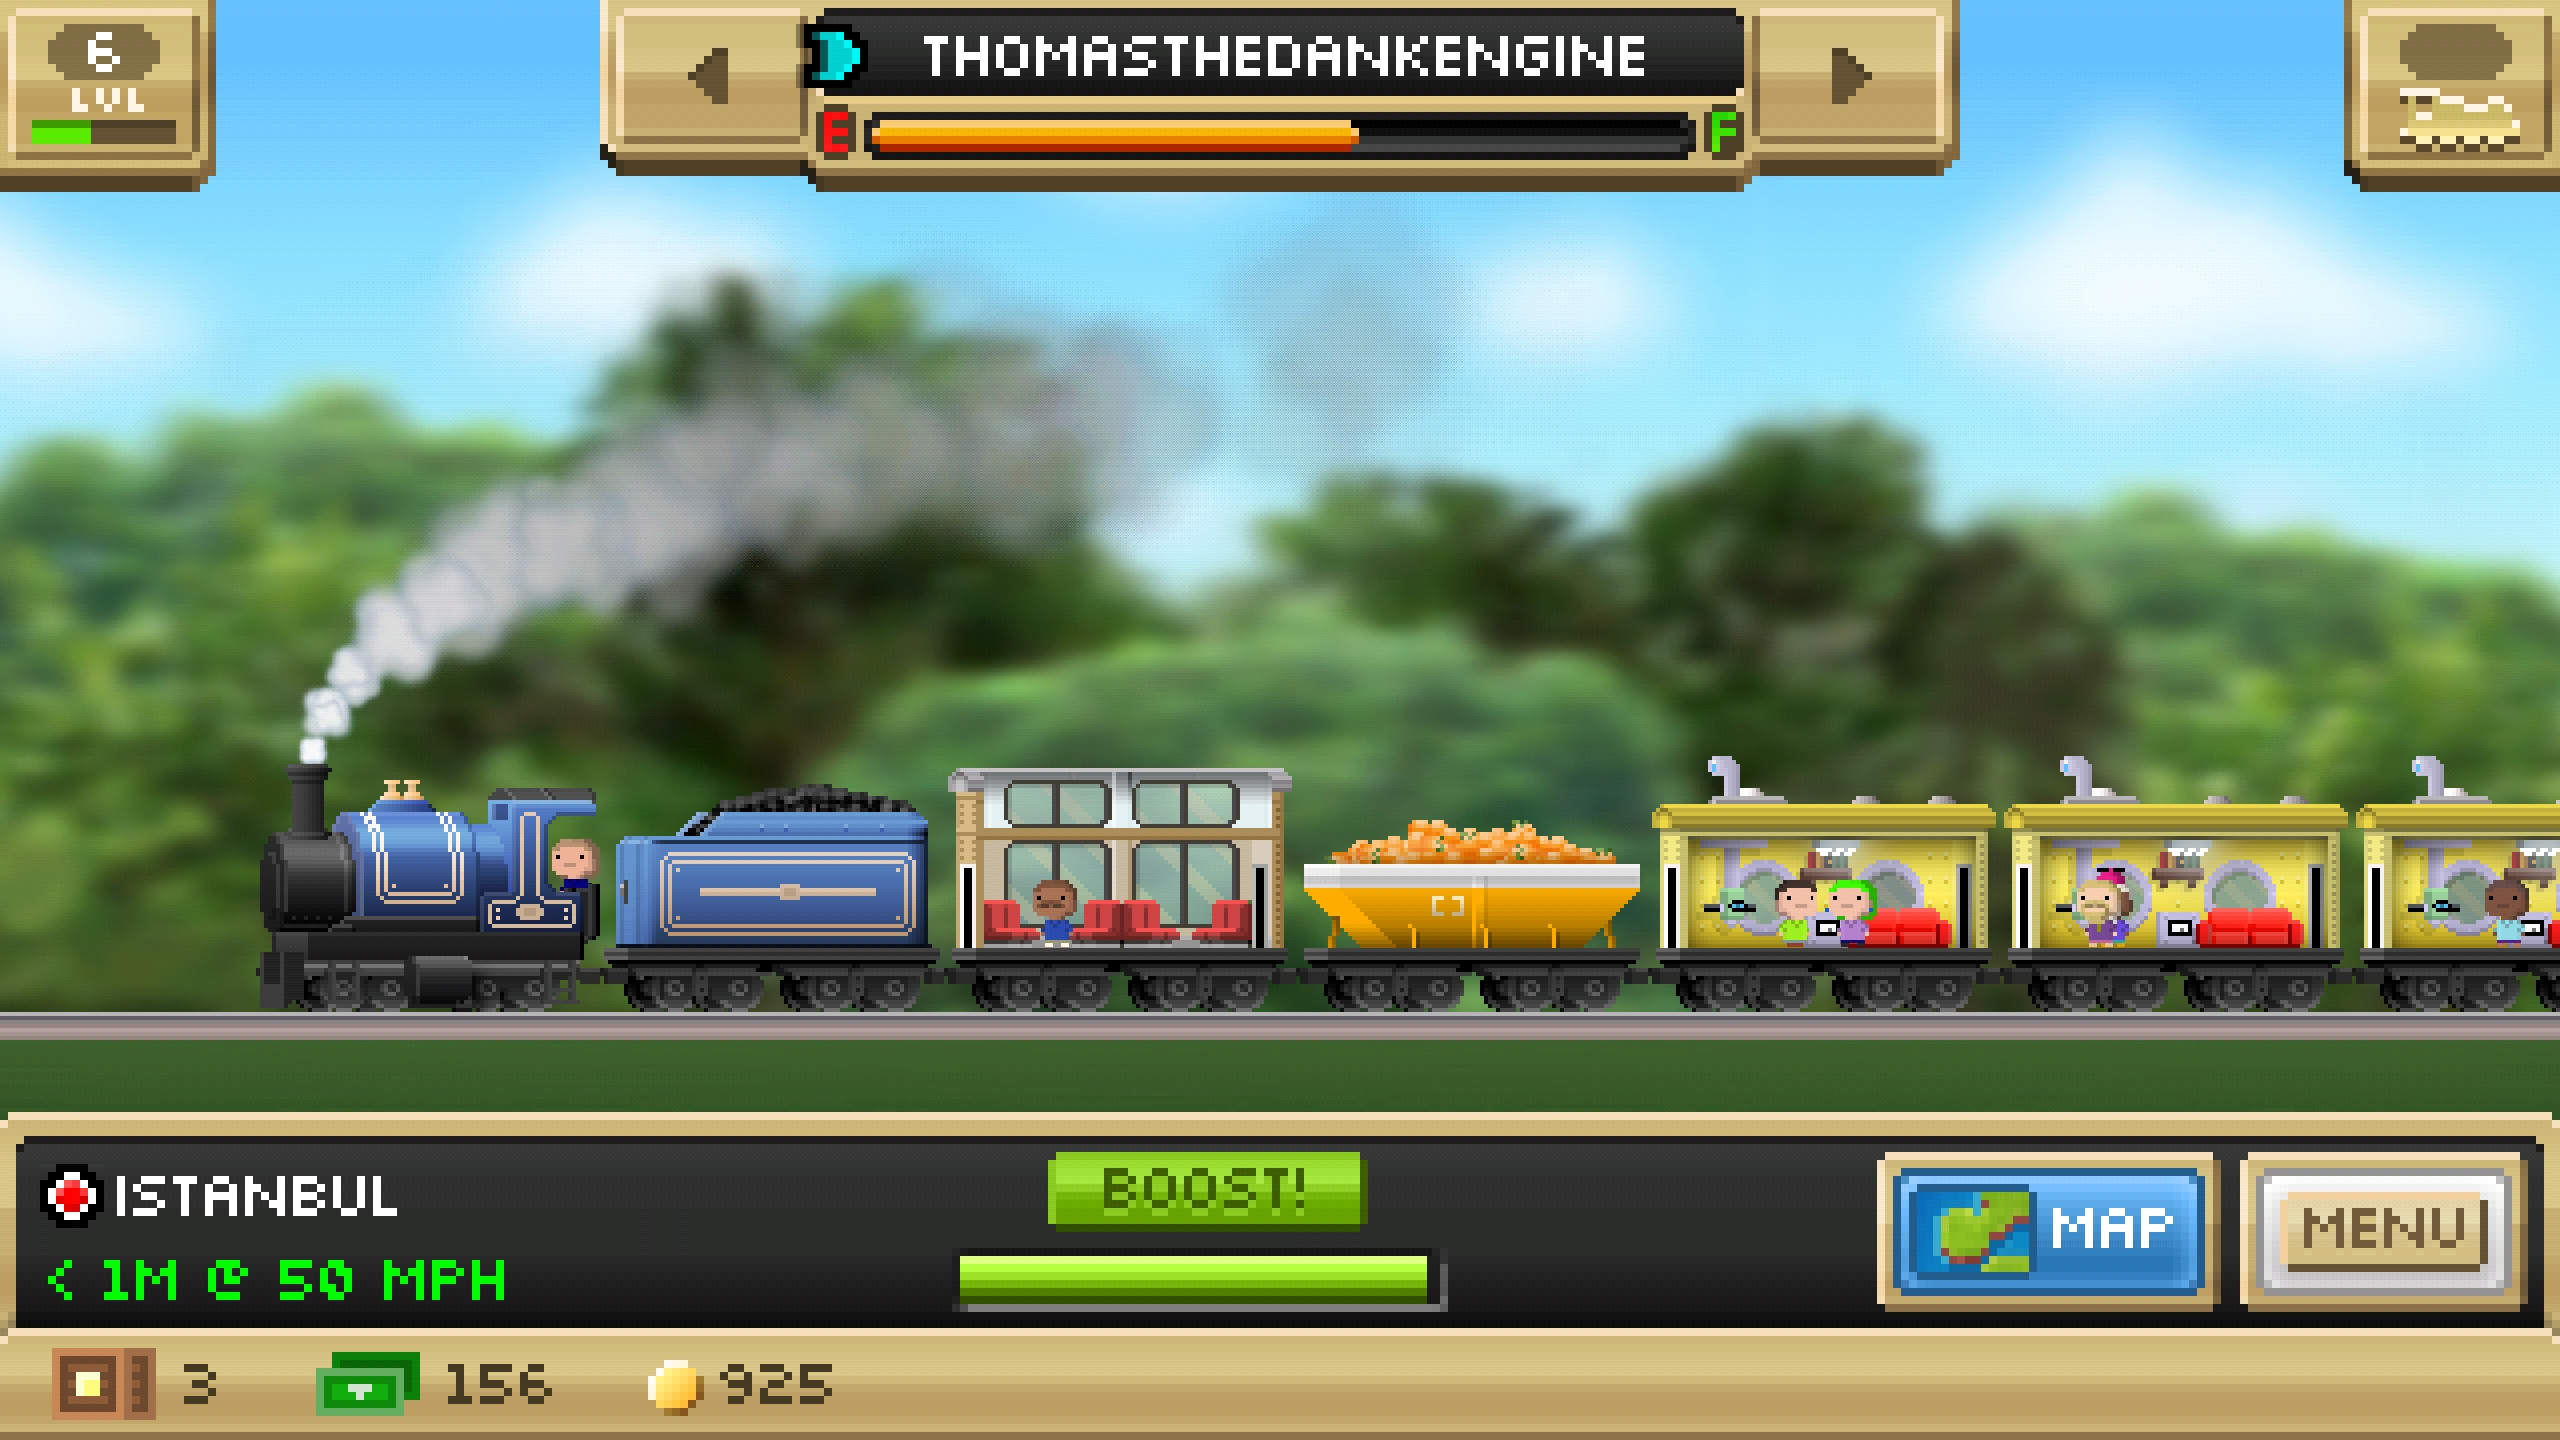 6
LVL
THOMASTHEDANKENGINE
E F
ISTANBUL
< 1M @ 50 MPH
BOOST!
MAP
MENU
3
156
925